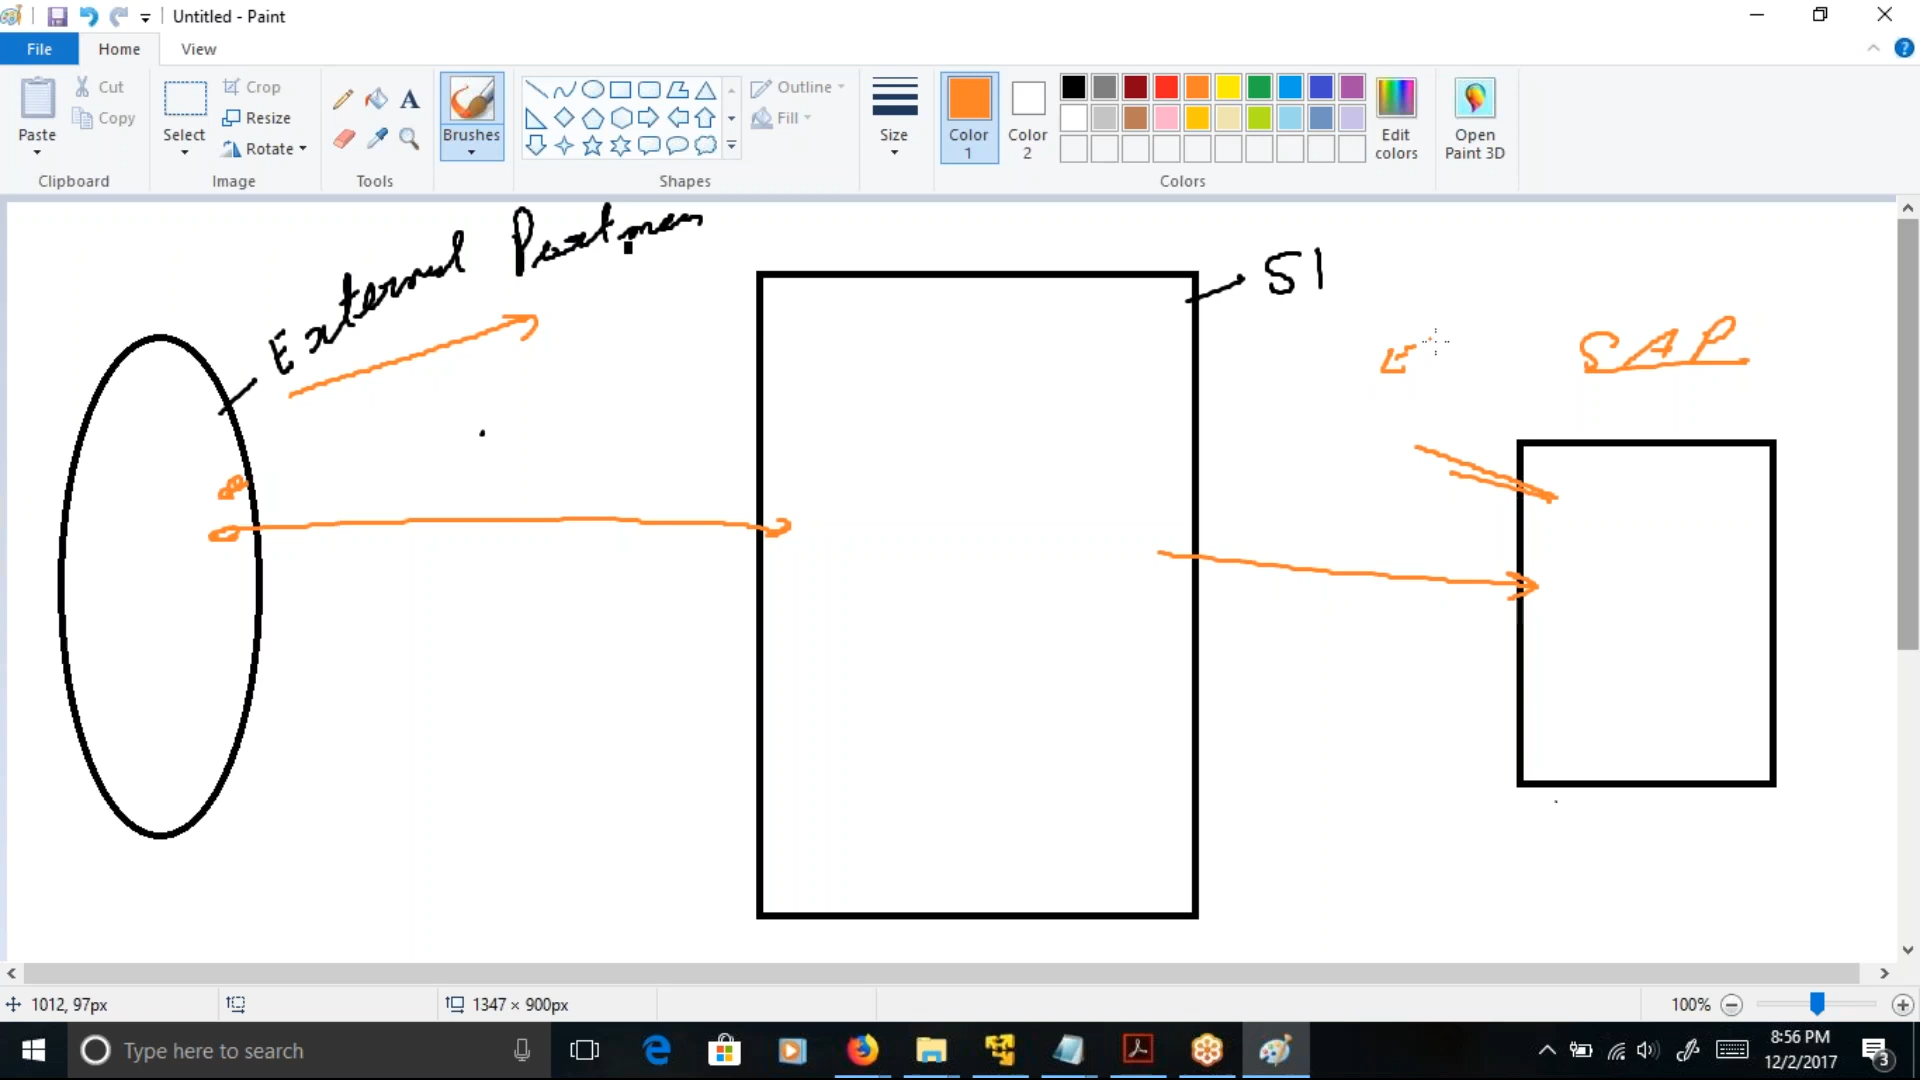 Untitled - Paint
File Home View
Paste
Cut
Copy
Clipboard
Select
Crop
Resize
Rotate
Image
Tools
Brushes
Shapes
Outline
Fill
Size
Color 1
Color 2
Colors
Edit colors
Open Paint 3D
External
SI
SAP
1012, 97px
1347 × 900px
100%
Type here to search
8:56 PM
12/2/2017
3